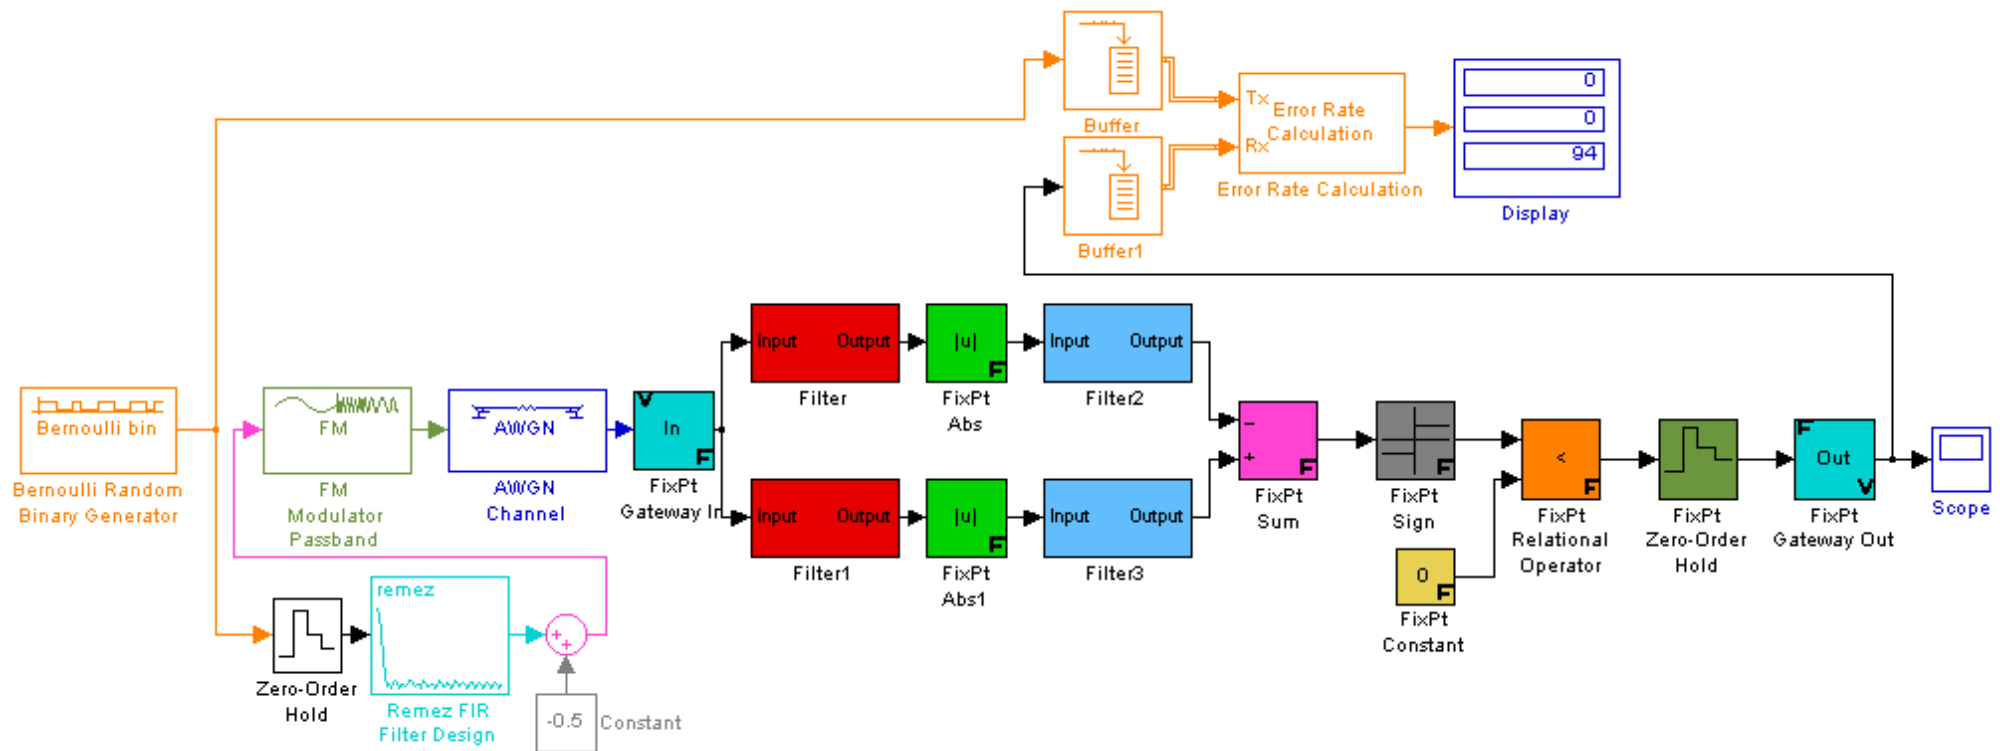 Buffer
Tx
Rx
Error Rate
Calculation
Error Rate Calculation
0
0
94
Display
Buffer1
Bernoulli bin
Bernoulli Random
Binary Generator
FM
FM
Modulator
Passband
AWGN
AWGN
Channel
V
In
F
FixPt
Gateway In
Input Output
Filter
|u|
F
FixPt
Abs
Input Output
Filter2
Input Output
Filter1
|u|
F
FixPt
Abs1
Input Output
Filter3
−
+
F
FixPt
Sum
F
FixPt
Sign
<
F
FixPt
Relational
Operator
0
F
FixPt
Constant
FixPt
Zero-Order
Hold
F
Out
V
FixPt
Gateway Out
Scope
Zero-Order
Hold
remez
Remez FIR
Filter Design
+
+
-0.5
Constant